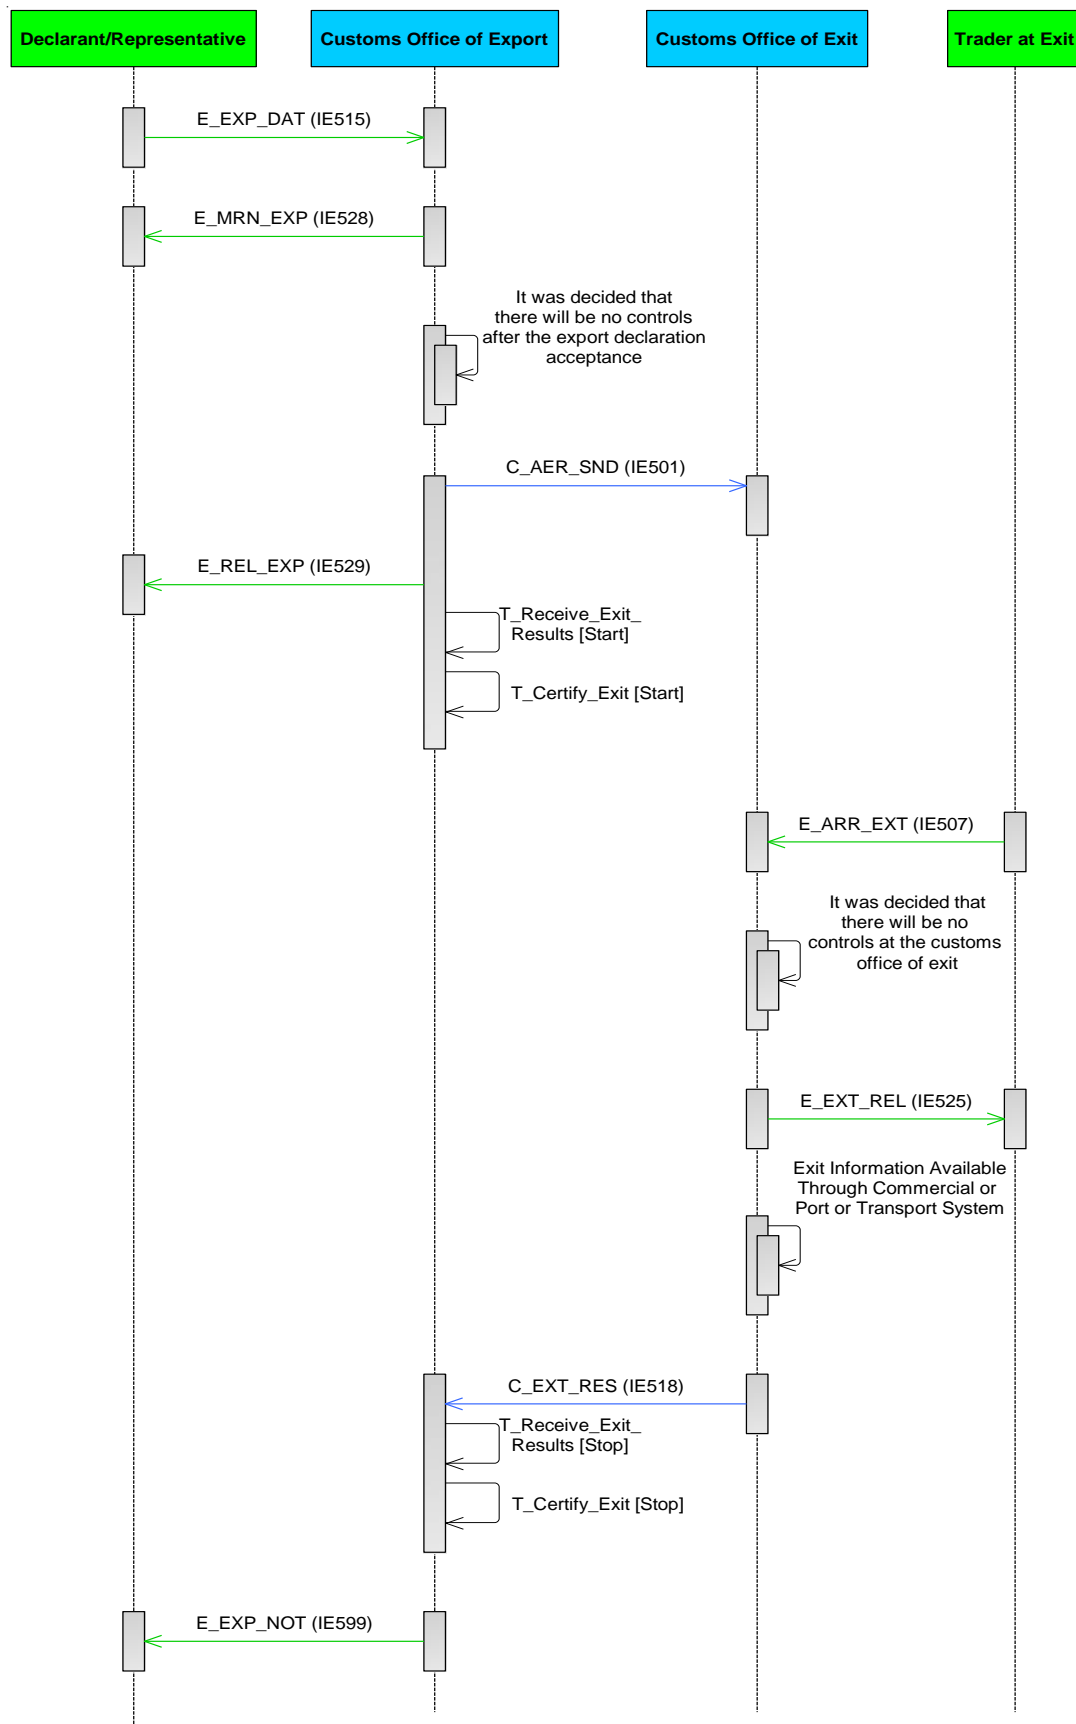 Declarant/Representative
Customs Office of Export
Customs Office of Exit
Trader at Exit
E_EXP_DAT (IE515)
E_MRN_EXP (IE528)
It was decided that
there will be no controls
after the export declaration
acceptance
C_AER_SND (IE501)
E_REL_EXP (IE529)
T_Receive_Exit_
Results [Start]
T_Certify_Exit [Start]
E_ARR_EXT (IE507)
It was decided that
there will be no
controls at the customs
office of exit
E_EXT_REL (IE525)
Exit Information Available
Through Commercial or
Port or Transport System
C_EXT_RES (IE518)
T_Receive_Exit_
Results [Stop]
T_Certify_Exit [Stop]
E_EXP_NOT (IE599)